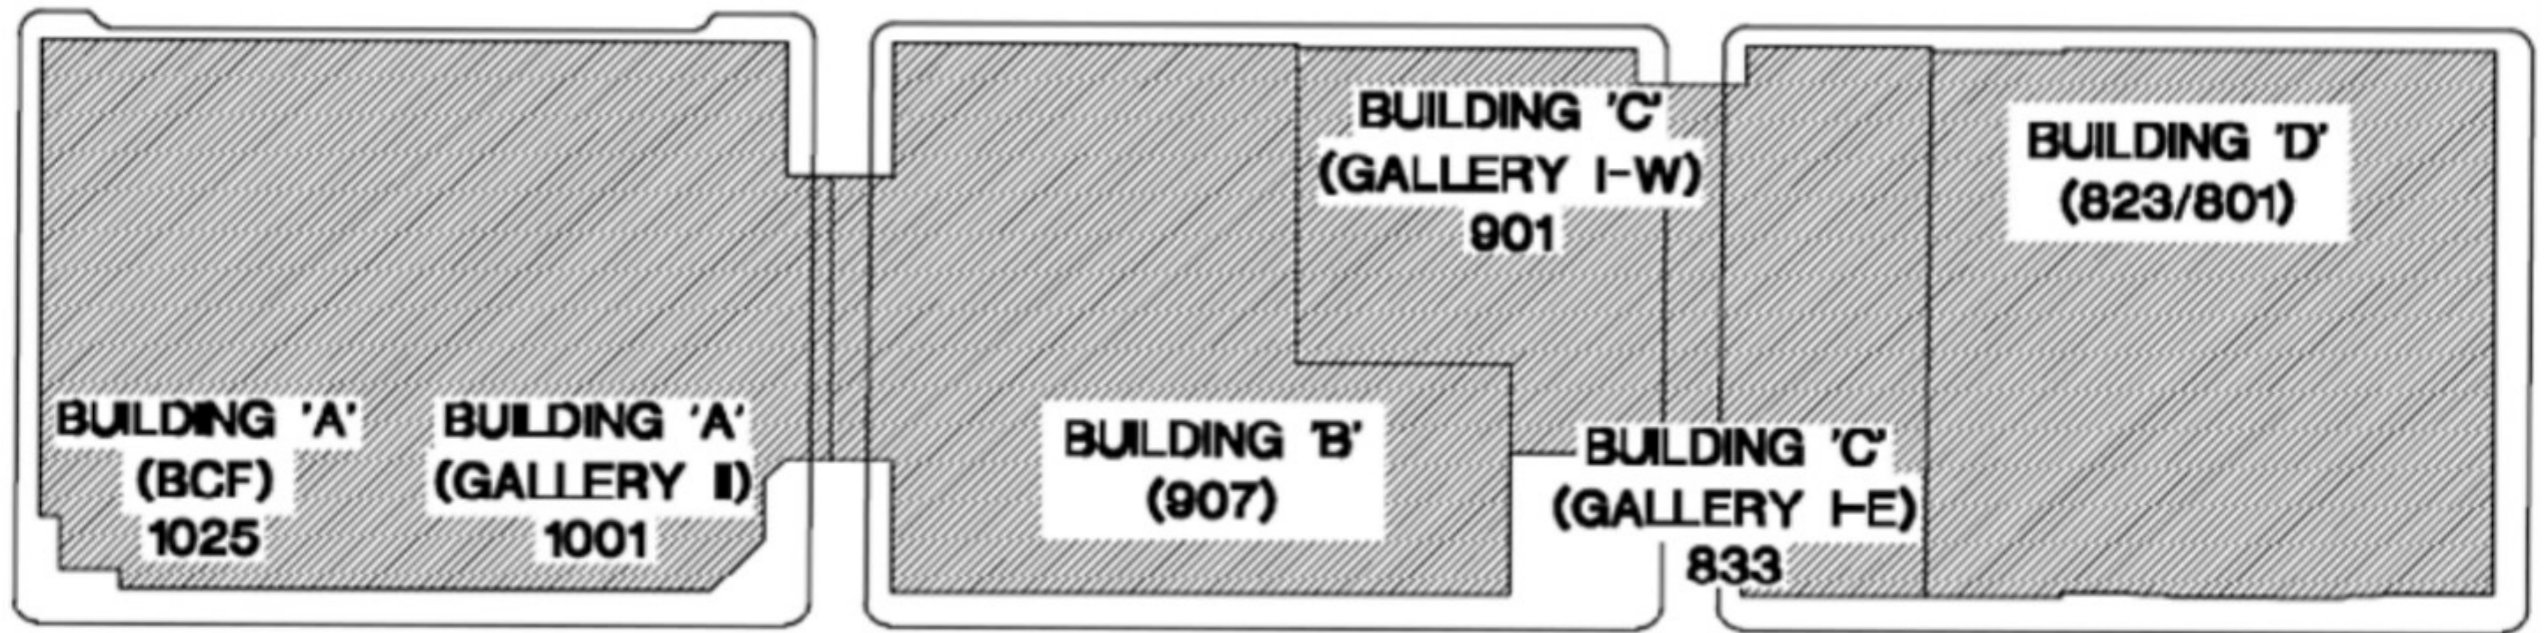 BUILDING 'A'
(BCF)
1025
BUILDING 'A'
(GALLERY II)
1001
BUILDING 'B'
(907)
BUILDING 'C'
(GALLERY I-W)
901
BUILDING 'C'
(GALLERY I-E)
833
BUILDING 'D'
(823/801)